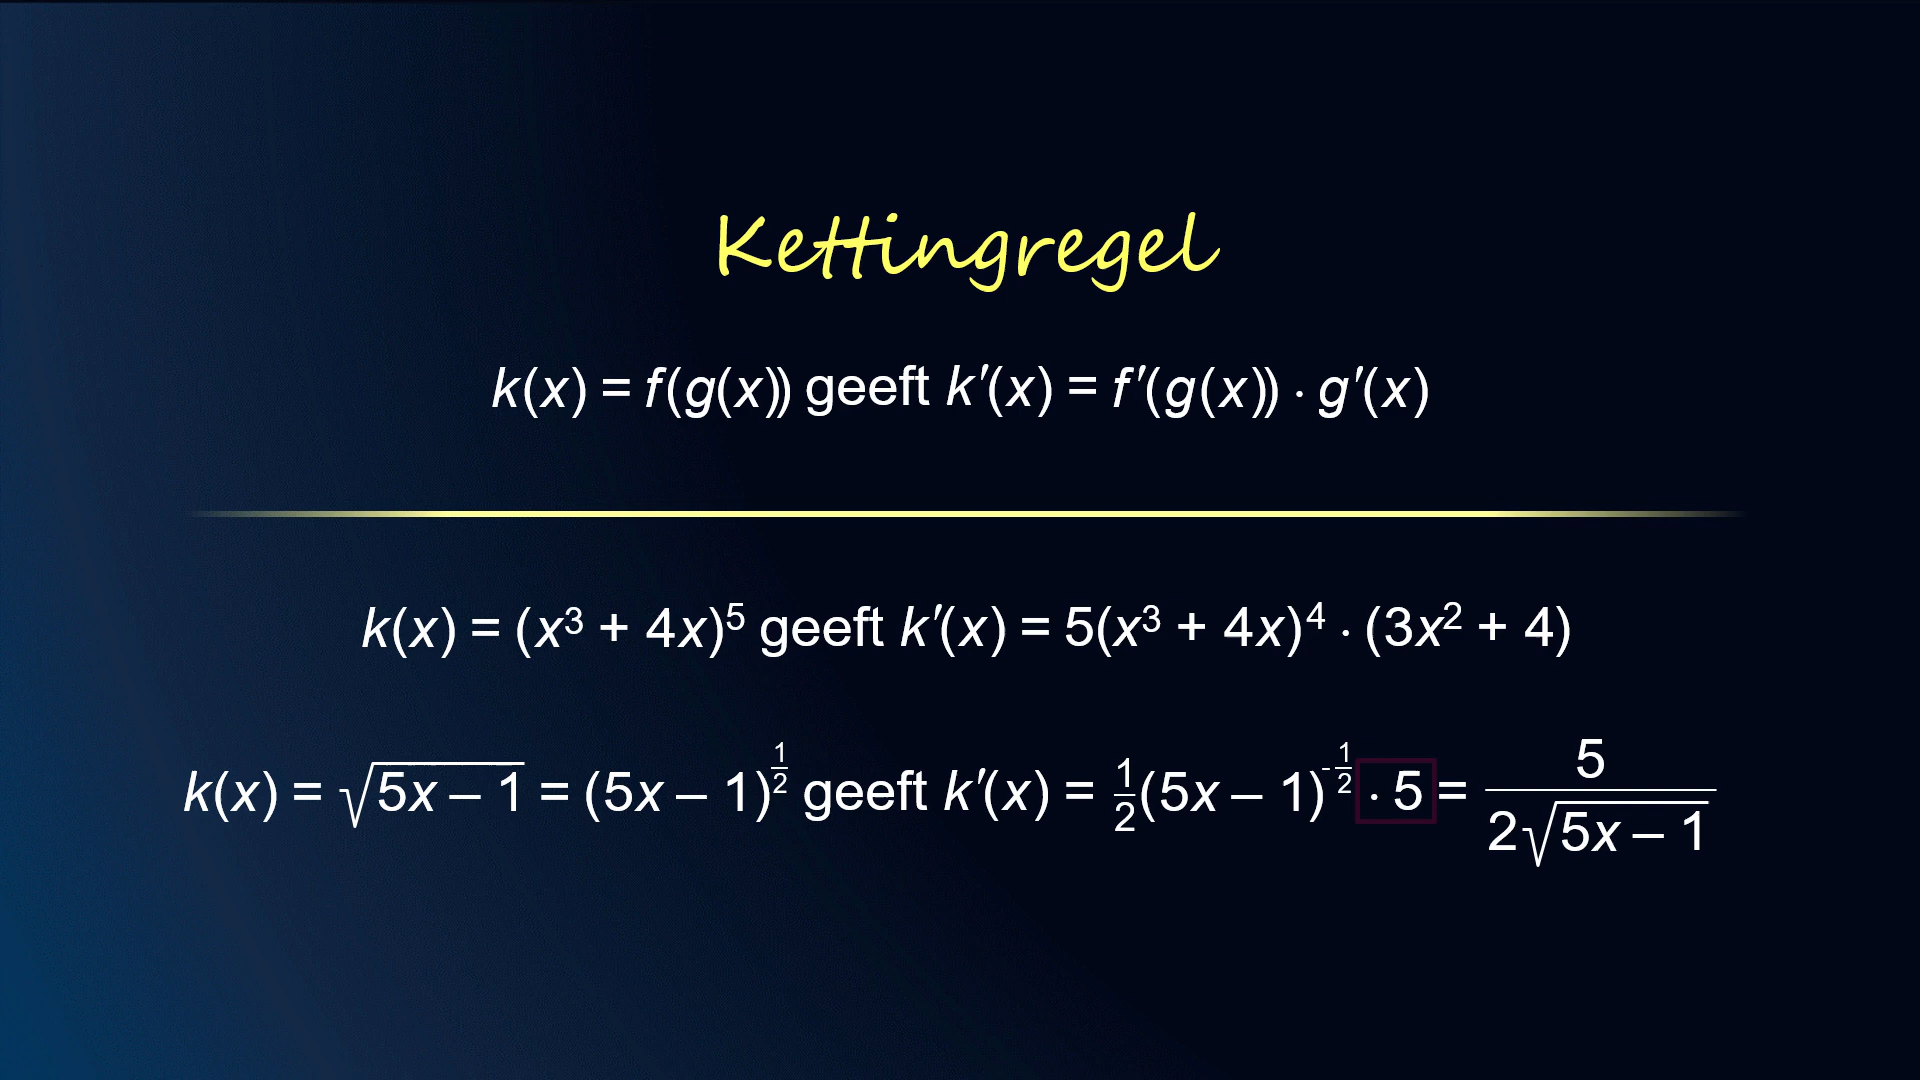 Kettingregel
k(x) = f(g(x)) geeft k′(x) = f′(g(x)) · g′(x)
k(x) = (x³ + 4x)⁵ geeft k′(x) = 5(x³ + 4x)⁴ · (3x² + 4)
k(x) = √(5x – 1) = (5x – 1)^(1/2) geeft k′(x) = 1/2(5x – 1)^(-1/2) · 5 = 5/(2√(5x – 1))